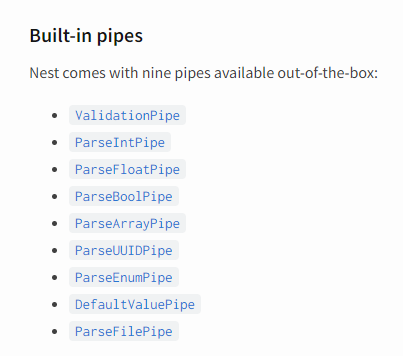 Built-in pipes
Nest comes with nine pipes available out-of-the-box:
ValidationPipe
ParseIntPipe
ParseFloatPipe
ParseBoolPipe
ParseArrayPipe
ParseUUIDPipe
ParseEnumPipe
DefaultValuePipe
ParseFilePipe